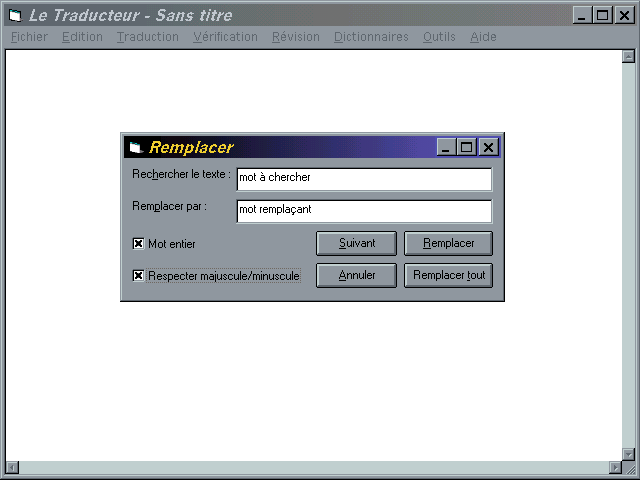 Le Traducteur - Sans titre
Fichier Edition Traduction Vérification Révision Dictionnaires Outils Aide
Remplacer
Rechercher le texte : mot à chercher
Remplacer par : mot remplaçant
Mot entier Suivant Remplacer
Respecter majuscule/minuscule Annuler Remplacer tout